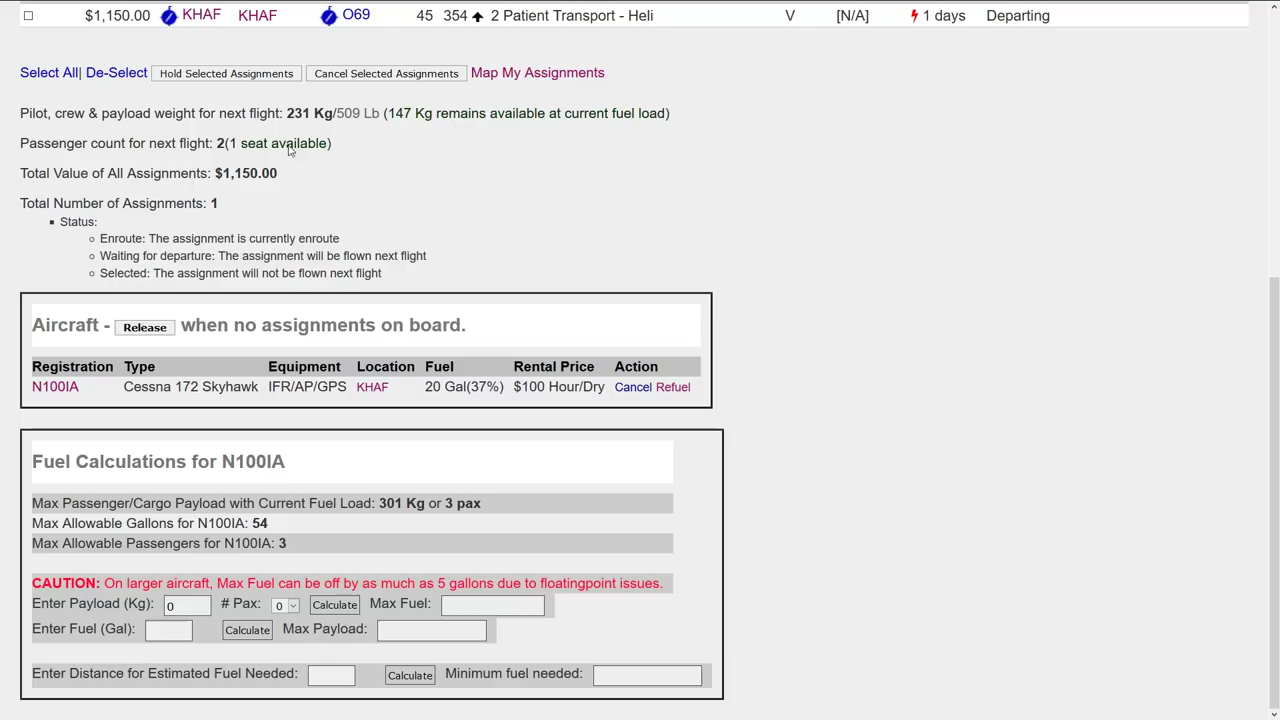 $1,150.00 KHAF KHAF O69 45 354 2 Patient Transport - Heli V [N/A] 1 days Departing
Select All| De-Select Hold Selected Assignments Cancel Selected Assignments Map My Assignments
Pilot, crew & payload weight for next flight: 231 Kg/509 Lb (147 Kg remains available at current fuel load)
Passenger count for next flight: 2(1 seat available)
Total Value of All Assignments: $1,150.00
Total Number of Assignments: 1
Status:
Enroute: The assignment is currently enroute
Waiting for departure: The assignment will be flown next flight
Selected: The assignment will not be flown next flight
Aircraft - Release when no assignments on board.
Registration Type Equipment Location Fuel Rental Price Action
N100IA Cessna 172 Skyhawk IFR/AP/GPS KHAF 20 Gal(37%) $100 Hour/Dry Cancel Refuel
Fuel Calculations for N100IA
Max Passenger/Cargo Payload with Current Fuel Load: 301 Kg or 3 pax
Max Allowable Gallons for N100IA: 54
Max Allowable Passengers for N100IA: 3
CAUTION: On larger aircraft, Max Fuel can be off by as much as 5 gallons due to floatingpoint issues.
Enter Payload (Kg): 0 # Pax: 0 Calculate Max Fuel:
Enter Fuel (Gal): Calculate Max Payload:
Enter Distance for Estimated Fuel Needed: Calculate Minimum fuel needed: